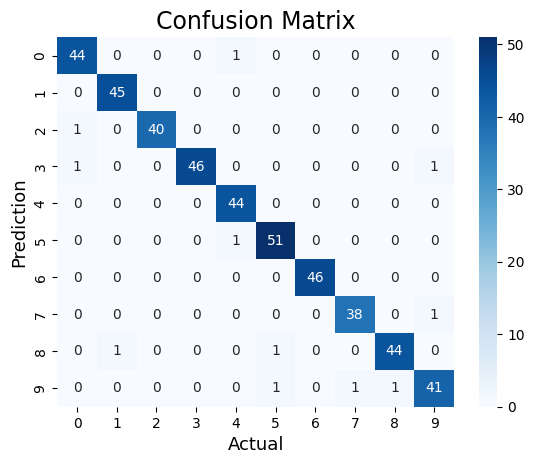 Confusion Matrix
0 44 0 0 0 1 0 0 0 0 0
1 0 45 0 0 0 0 0 0 0 0
2 1 0 40 0 0 0 0 0 0 0
3 1 0 0 46 0 0 0 0 0 1
4 0 0 0 0 44 0 0 0 0 0
5 0 0 0 0 1 51 0 0 0 0
6 0 0 0 0 0 0 46 0 0 0
7 0 0 0 0 0 0 0 38 0 1
8 0 1 0 0 0 1 0 0 44 0
9 0 0 0 0 0 1 0 1 1 41
0 1 2 3 4 5 6 7 8 9
Prediction
Actual
50
40
30
20
10
0